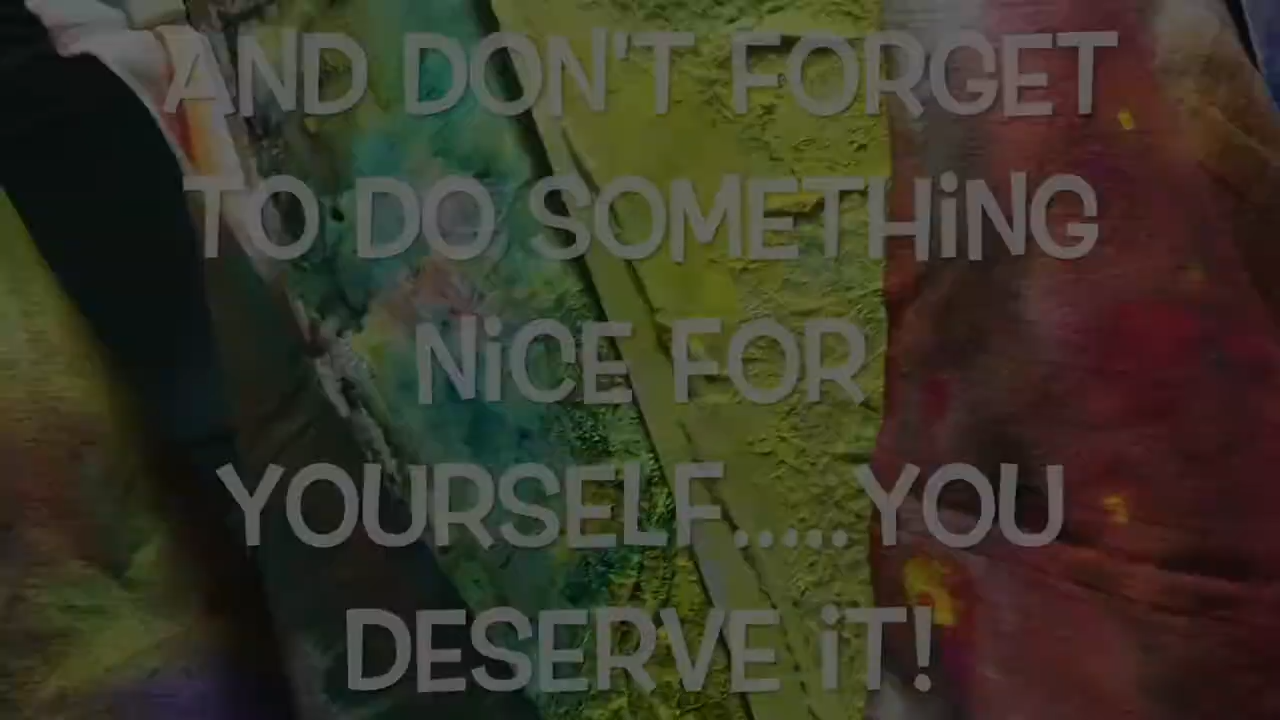 AND DON'T FORGET
TO DO SOMETHiNG
NiCE FOR
YOURSELF.....YOU
DESERVE iT!